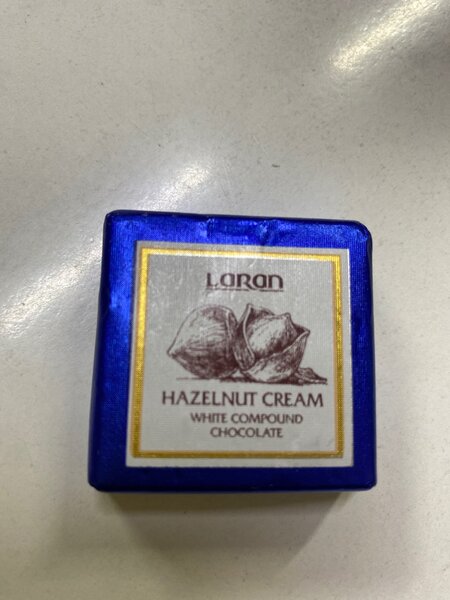 LARAN
HAZELNUT CREAM
WHITE COMPOUND
CHOCOLATE